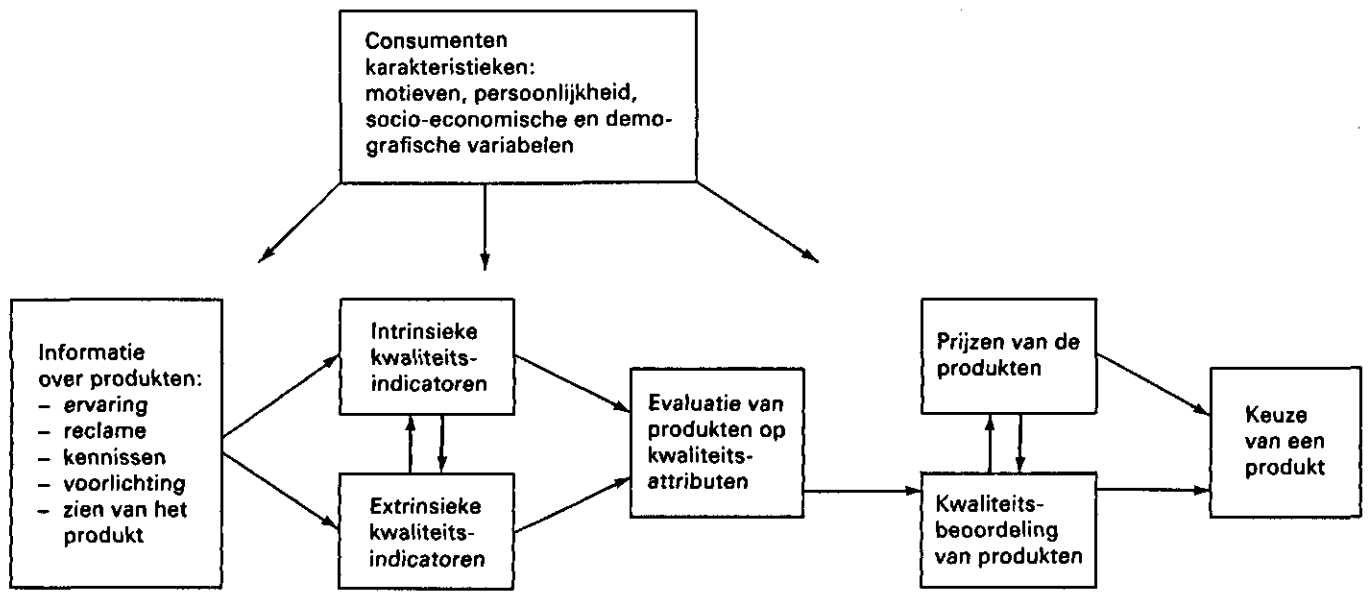 Consumenten
karakteristieken:
motieven, persoonlijkheid,
socio-economische en demo-
grafische variabelen
Informatie
over produkten:
– ervaring
– reclame
– kennissen
– voorlichting
– zien van het
produkt
Intrinsieke
kwaliteits-
indicatoren
Extrinsieke
kwaliteits-
indicatoren
Evaluatie van
produkten op
kwaliteits-
attributen
Prijzen van de
produkten
Kwaliteits-
beoordeling
van produkten
Keuze
van een
produkt